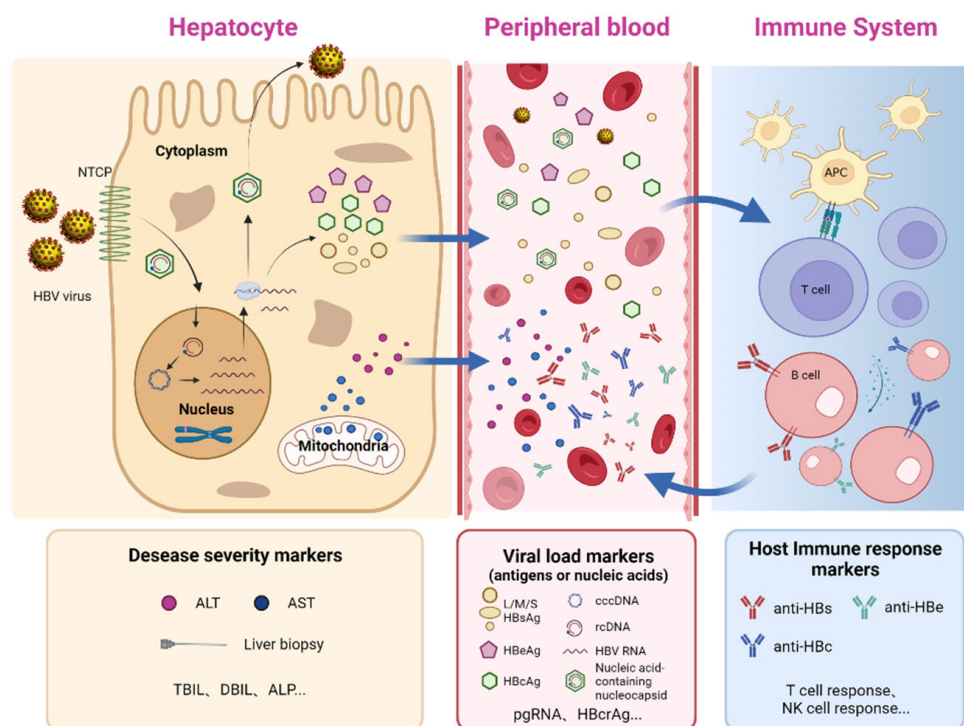 Hepatocyte
Peripheral blood
Immune System
Cytoplasm
NTCP
HBV virus
Nucleus
Mitochondria
APC
T cell
B cell
Desease severity markers
ALT
AST
Liver biopsy
TBIL、DBIL、ALP...
Viral load markers
(antigens or nucleic acids)
L/M/S
HBsAg
cccDNA
rcDNA
HBeAg
HBV RNA
HBcAg
Nucleic acid-
containing
nucleocapsid
pgRNA、HBcrAg...
Host Immune response
markers
anti-HBs
anti-HBe
anti-HBc
T cell response、
NK cell response...